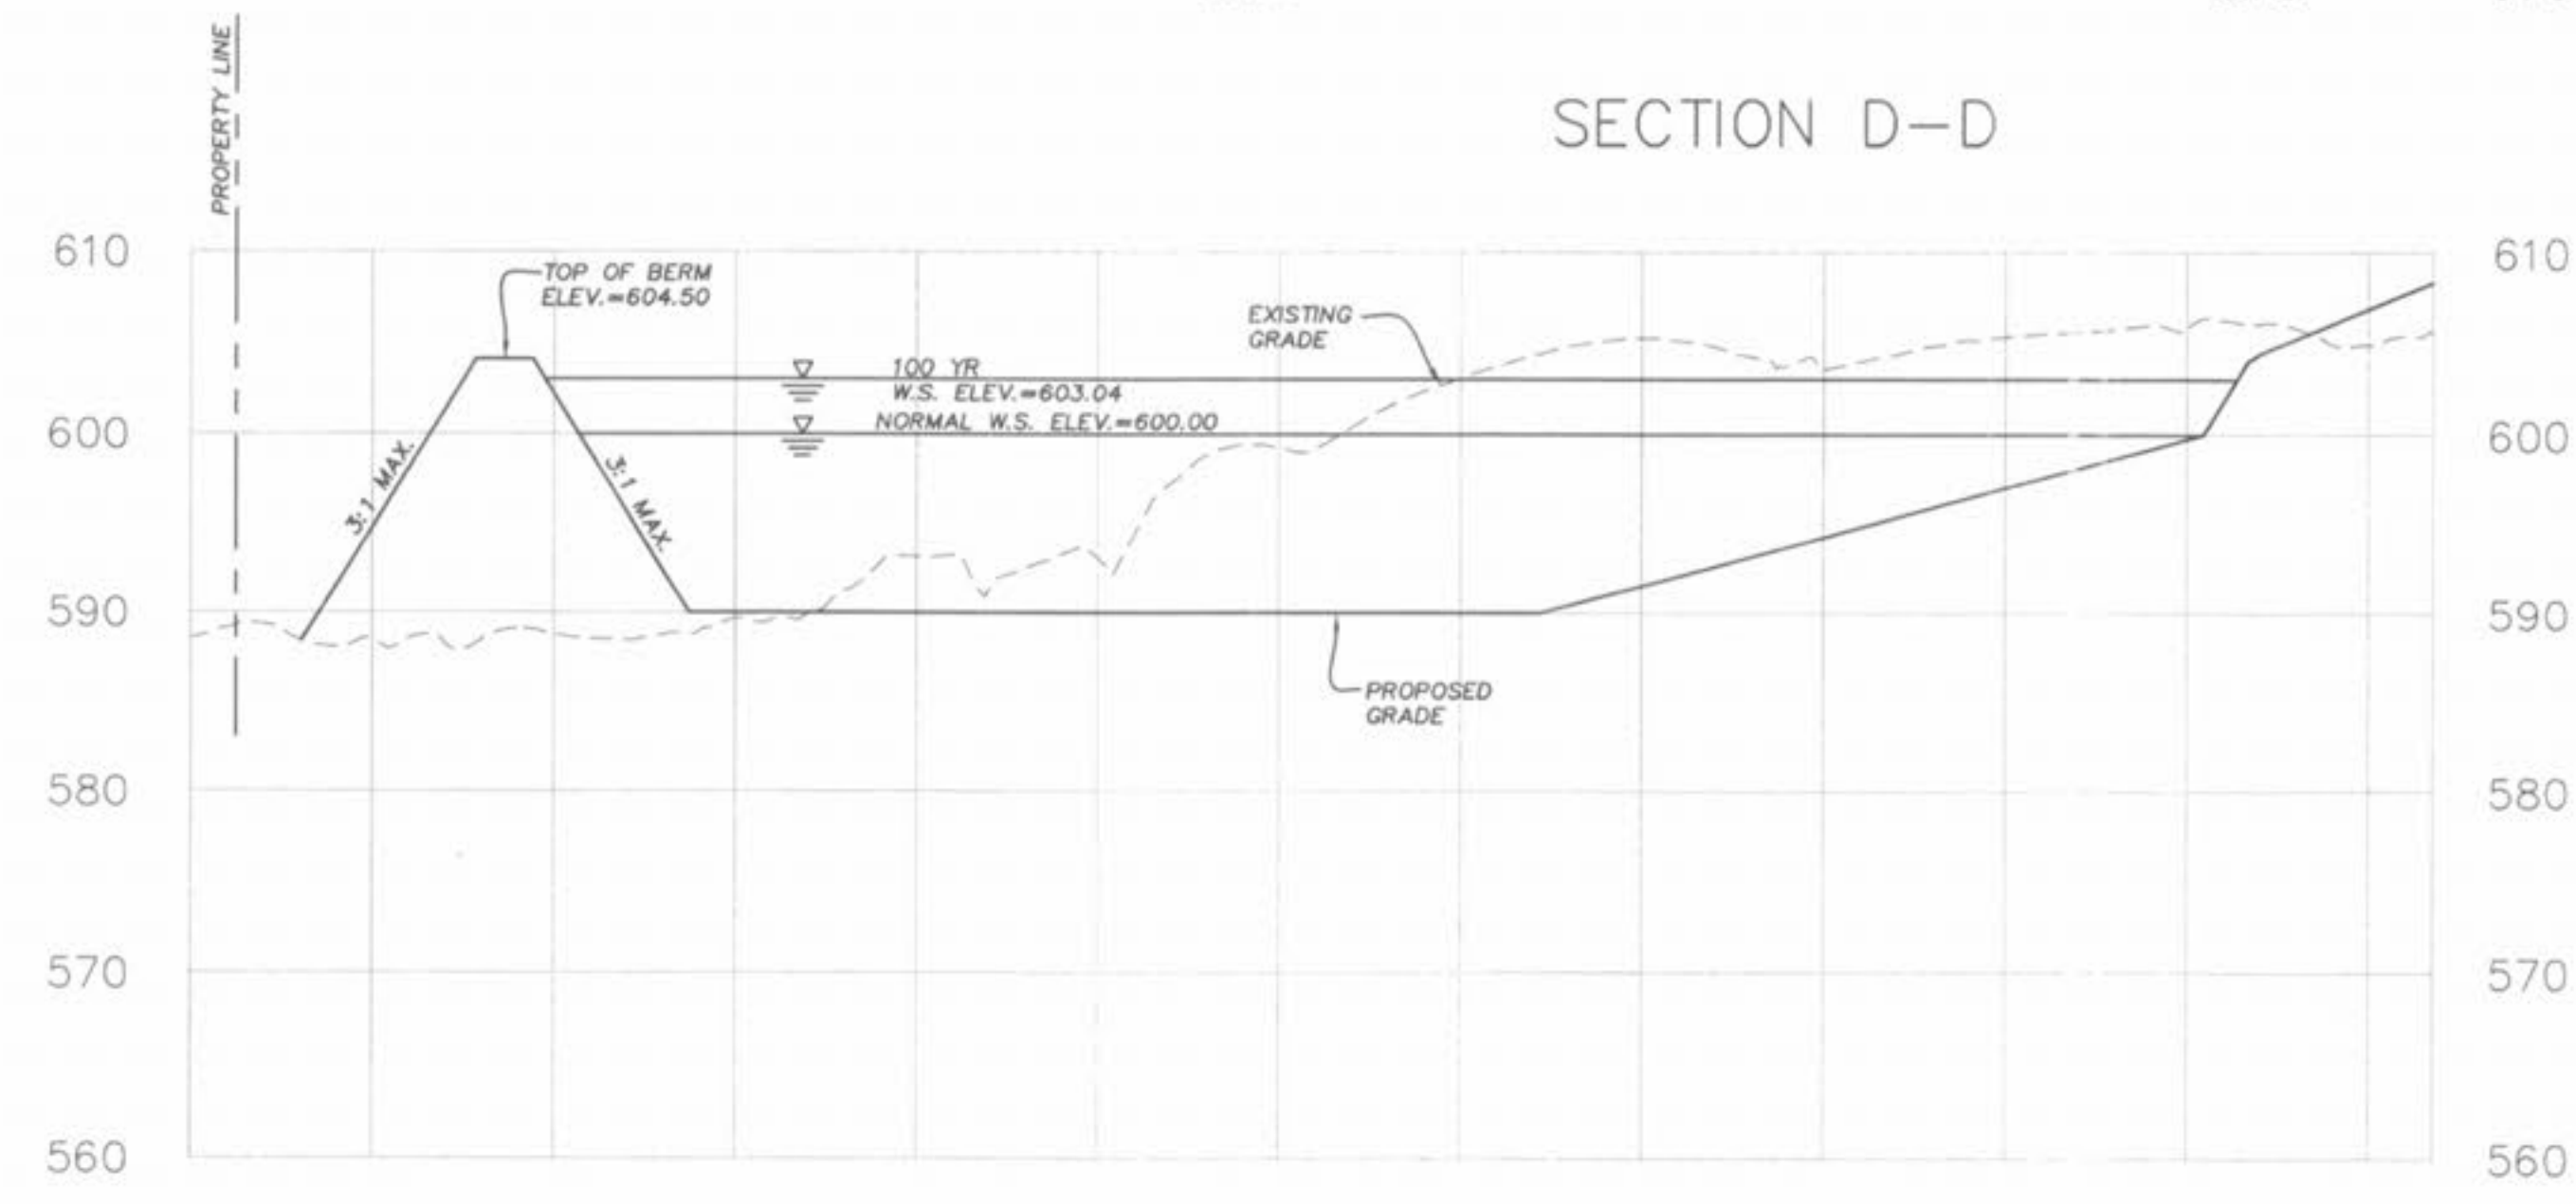 PROPERTY LINE
SECTION D-D
610
610
TOP OF BERM
ELEV.=604.50
EXISTING
GRADE
100 YR
W.S. ELEV.=603.04
NORMAL W.S. ELEV.=600.00
600
600
3:1 MAX.
3:1 MAX.
590
590
PROPOSED
GRADE
580
580
570
570
560
560